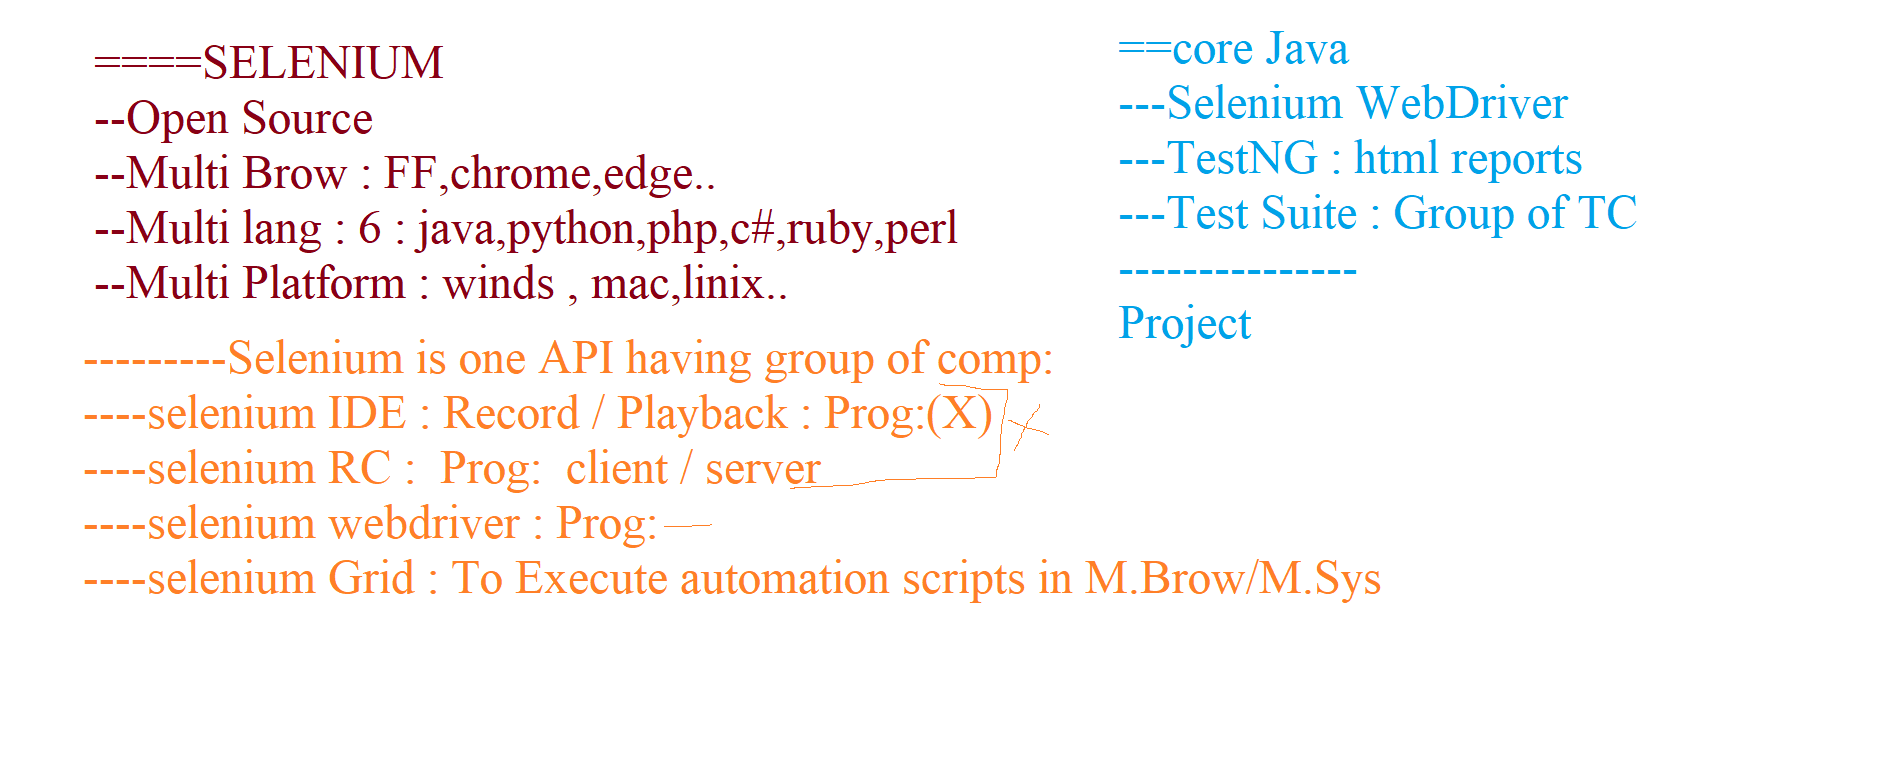 ====SELENIUM
--Open Source
--Multi Brow : FF,chrome,edge..
--Multi lang : 6 : java,python,php,c#,ruby,perl
--Multi Platform : winds , mac,linix..
---------Selenium is one API having group of comp:
----selenium IDE : Record / Playback : Prog:(X)
----selenium RC :  Prog:  client / server
----selenium webdriver : Prog:
----selenium Grid : To Execute automation scripts in M.Brow/M.Sys
==core Java
---Selenium WebDriver
---TestNG : html reports
---Test Suite : Group of TC
---------------
Project